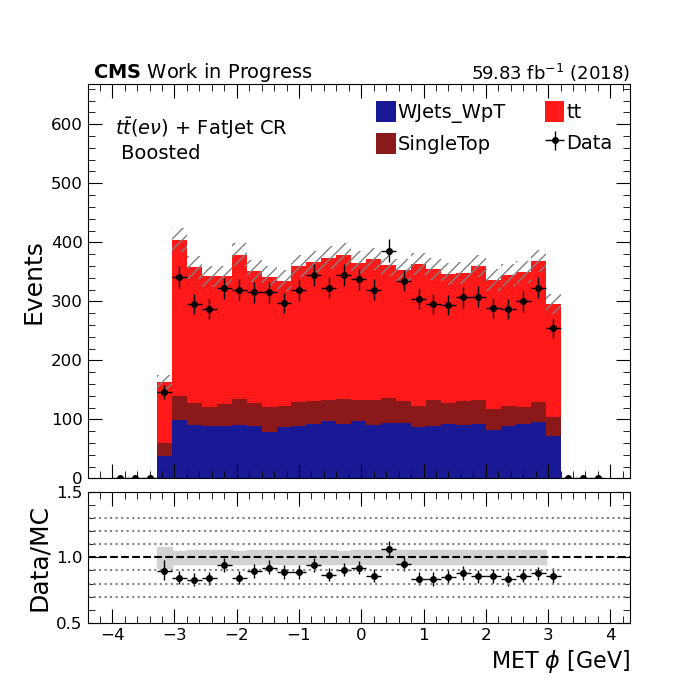 CMS Work in Progress
59.83 fb⁻¹ (2018)
tt̄(eν) + FatJet CR
Boosted
WJets_WpT
tt
SingleTop
Data
Events
600
500
400
300
200
100
0
Data/MC
1.5
1.0
0.5
−4 −3 −2 −1 0 1 2 3 4
MET ϕ [GeV]